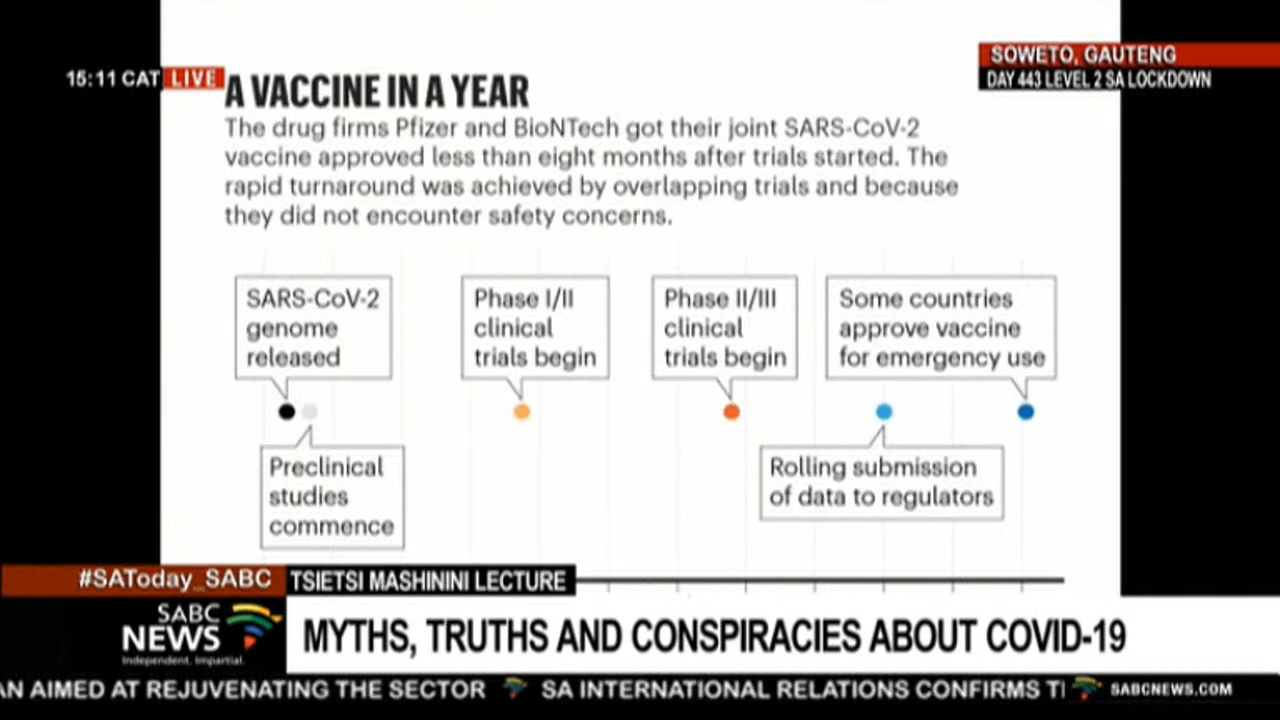 15:11 CAT LIVE
SOWETO, GAUTENG
DAY 443 LEVEL 2 SA LOCKDOWN
A VACCINE IN A YEAR
The drug firms Pfizer and BioNTech got their joint SARS-CoV-2
vaccine approved less than eight months after trials started. The
rapid turnaround was achieved by overlapping trials and because
they did not encounter safety concerns.
SARS-CoV-2
genome
released
Phase I/II
clinical
trials begin
Phase II/III
clinical
trials begin
Some countries
approve vaccine
for emergency use
Preclinical
studies
commence
Rolling submission
of data to regulators
#SAToday_SABC
TSIETSI MASHININI LECTURE
SABC
NEWS
Independent. Impartial.
MYTHS, TRUTHS AND CONSPIRACIES ABOUT COVID-19
AN AIMED AT REJUVENATING THE SECTOR SA INTERNATIONAL RELATIONS CONFIRMS SABCNEWS.COM